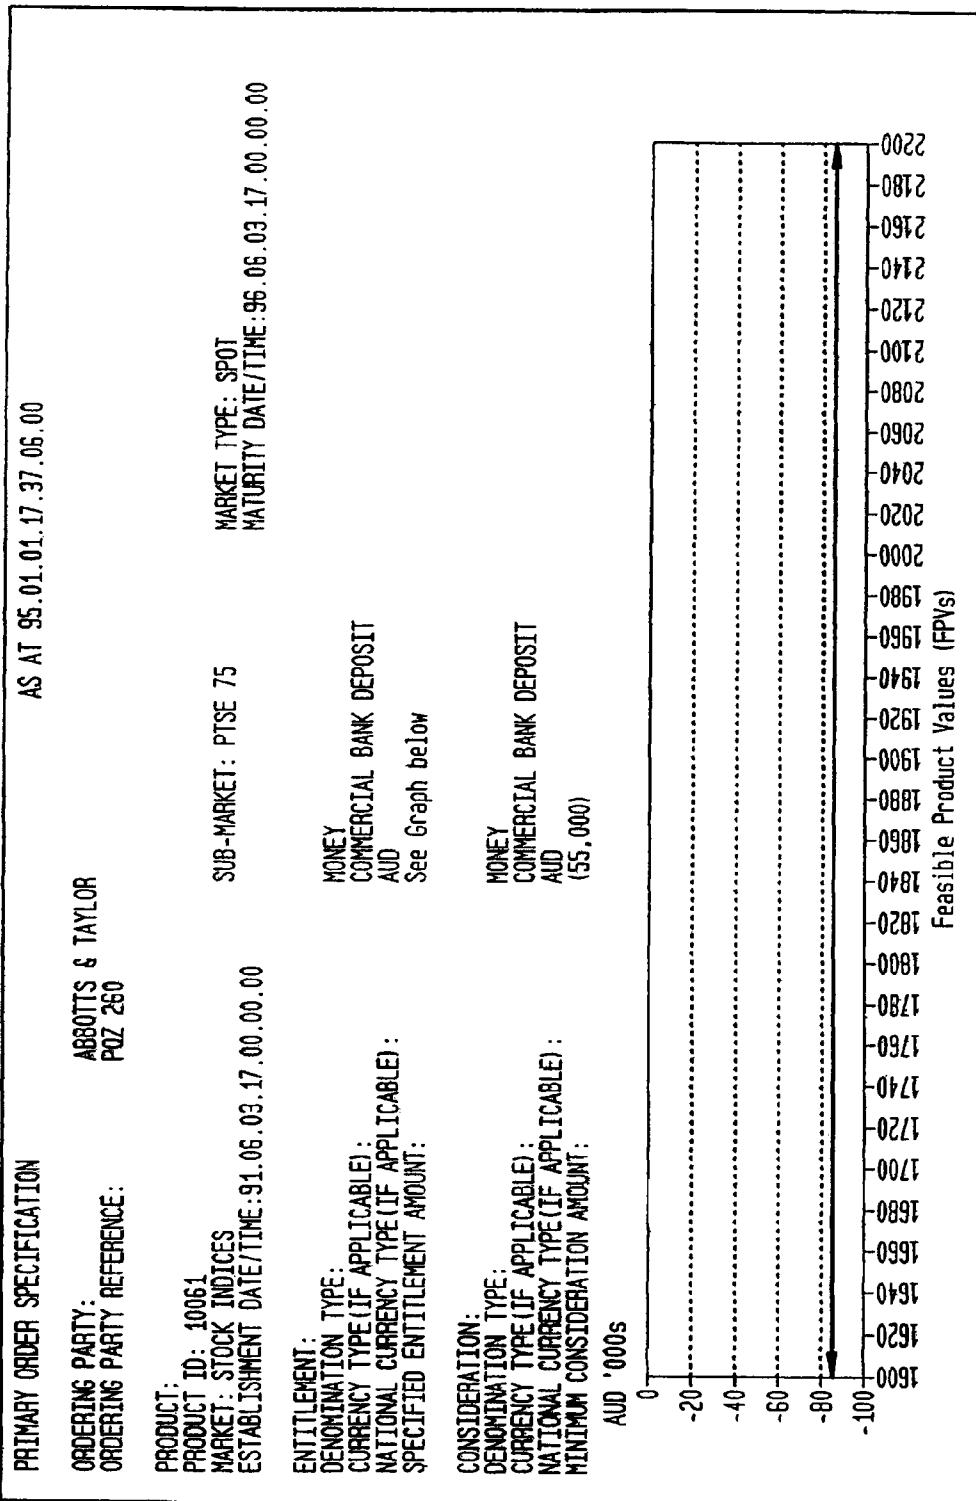 PRIMARY ORDER SPECIFICATION AS AT 95.01.01.17.37.06.00
ORDERING PARTY: ABBOTTS & TAYLOR
ORDERING PARTY REFERENCE: PQZ 260
PRODUCT:
PRODUCT ID: 10061
MARKET: STOCK INDICES SUB-MARKET: PTSE 75 MARKET TYPE: SPOT
ESTABLISHMENT DATE/TIME:91.06.03.17.00.00.00 MATURITY DATE/TIME:96.06.03.17.00.00.00
ENTITLEMENT:
DENOMINATION TYPE: MONEY
CURRENCY TYPE(IF APPLICABLE): COMMERCIAL BANK DEPOSIT
NATIONAL CURRENCY TYPE(IF APPLICABLE): AUD
SPECIFIED ENTITLEMENT AMOUNT: See Graph below
CONSIDERATION:
DENOMINATION TYPE: MONEY
CURRENCY TYPE(IF APPLICABLE): COMMERCIAL BANK DEPOSIT
NATIONAL CURRENCY TYPE(IF APPLICABLE): AUD
MINIMUM CONSIDERATION AMOUNT: (55,000)
AUD '000s
0
-20
-40
-60
-80
-100
1600 1620 1640 1660 1680 1700 1720 1740 1760 1780 1800 1820 1840 1860 1880 1900 1920 1940 1960 1980 2000 2020 2040 2060 2080 2100 2120 2140 2160 2180 2200
Feasible Product Values (FPVs)